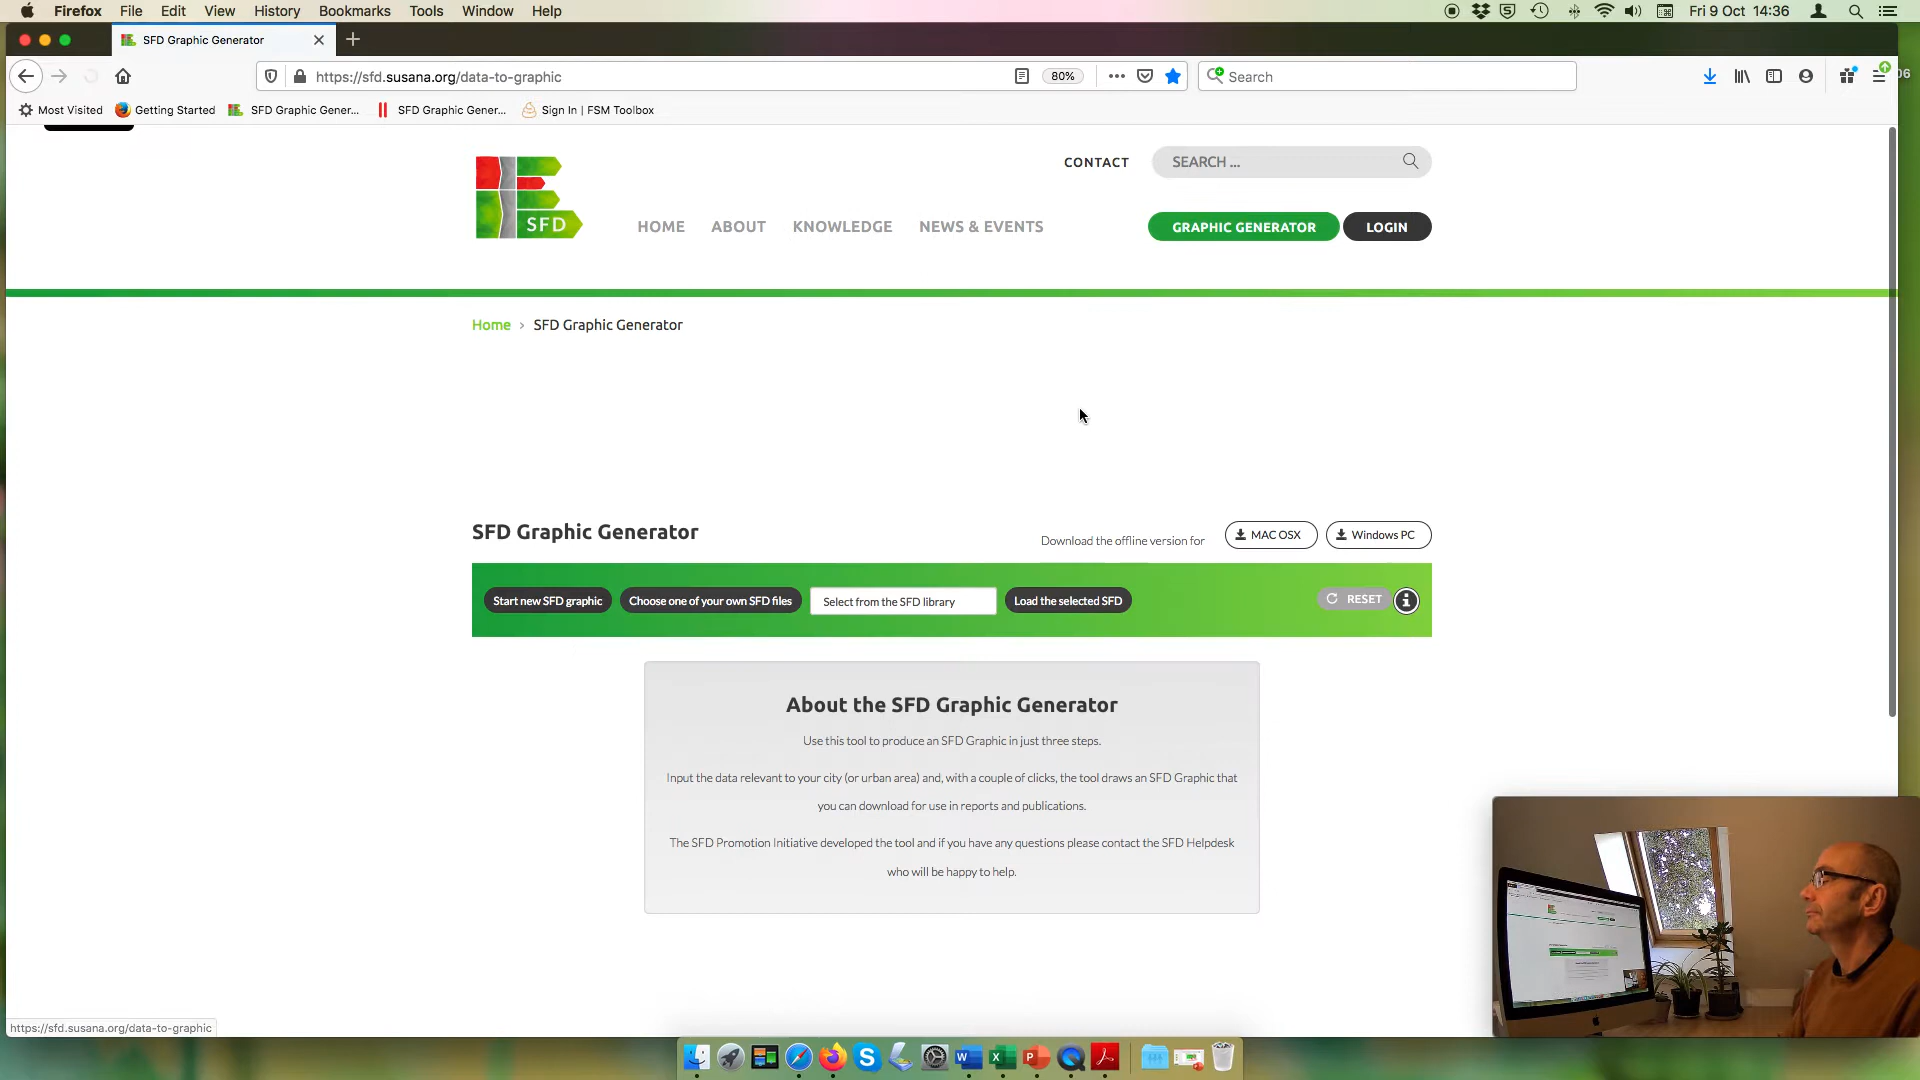 Firefox File Edit View History Bookmarks Tools Window Help Fri 9 Oct 14:36
SFD Graphic Generator
https://sfd.susana.org/data-to-graphic 80% Search
Most Visited Getting Started SFD Graphic Gener... SFD Graphic Gener... Sign In | FSM Toolbox
CONTACT SEARCH ...
SFD HOME ABOUT KNOWLEDGE NEWS & EVENTS GRAPHIC GENERATOR LOGIN
Home › SFD Graphic Generator
SFD Graphic Generator Download the offline version for MAC OSX Windows PC
Start new SFD graphic Choose one of your own SFD files Select from the SFD library Load the selected SFD RESET
About the SFD Graphic Generator
Use this tool to produce an SFD Graphic in just three steps.
Input the data relevant to your city (or urban area) and, with a couple of clicks, the tool draws an SFD Graphic that
you can download for use in reports and publications.
The SFD Promotion Initiative developed the tool and if you have any questions please contact the SFD Helpdesk
who will be happy to help.
https://sfd.susana.org/data-to-graphic